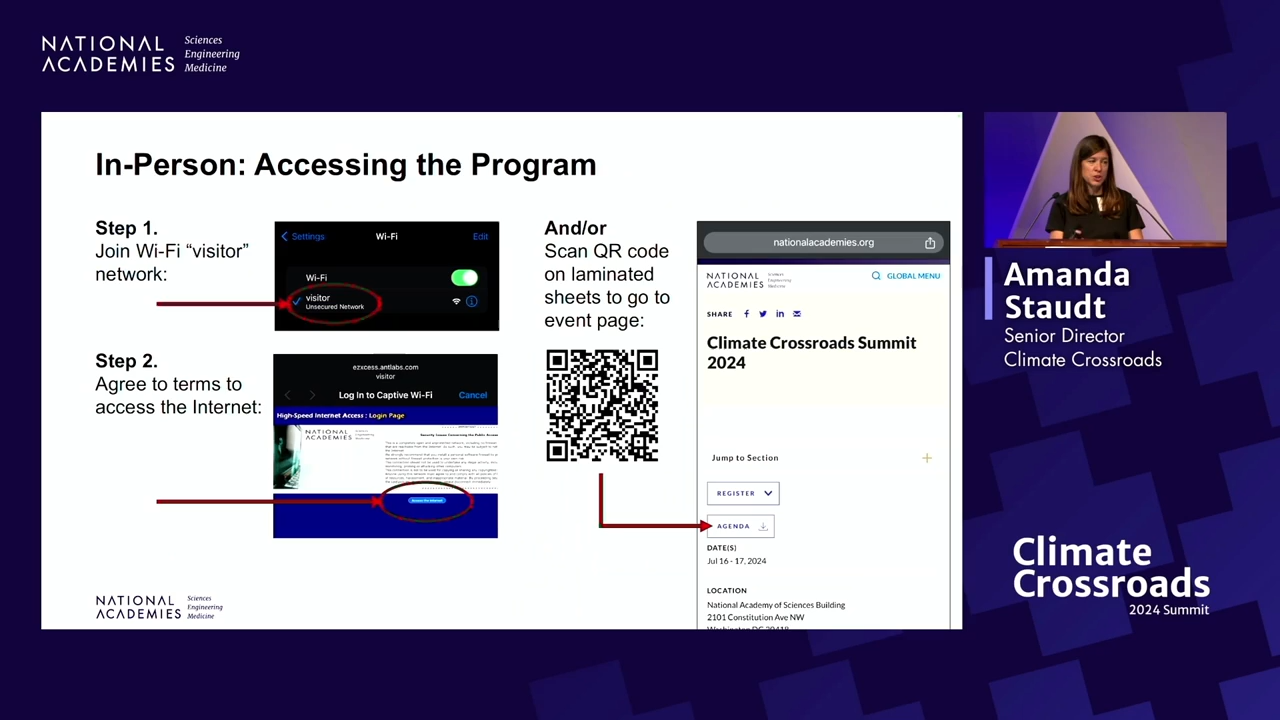 NATIONAL
ACADEMIES
Sciences
Engineering
Medicine
In-Person: Accessing the Program
Step 1.
Join Wi-Fi “visitor”
network:
Settings
Wi-Fi
Edit
Wi-Fi
visitor
Unsecured Network
Step 2.
Agree to terms to
access the Internet:
ezxcess.antlabs.com
visitor
Log In to Captive Wi-Fi
Cancel
High-Speed Internet Access : Login Page
NATIONAL
ACADEMIES
And/or
Scan QR code
on laminated
sheets to go to
event page:
nationalacademies.org
NATIONAL
ACADEMIES
Sciences
Engineering
Medicine
GLOBAL MENU
SHARE
Climate Crossroads Summit
2024
Jump to Section
REGISTER
AGENDA
DATE(S)
Jul 16 - 17, 2024
LOCATION
National Academy of Sciences Building
2101 Constitution Ave NW
NATIONAL
ACADEMIES
Sciences
Engineering
Medicine
Amanda
Staudt
Senior Director
Climate Crossroads
Climate
Crossroads
2024 Summit